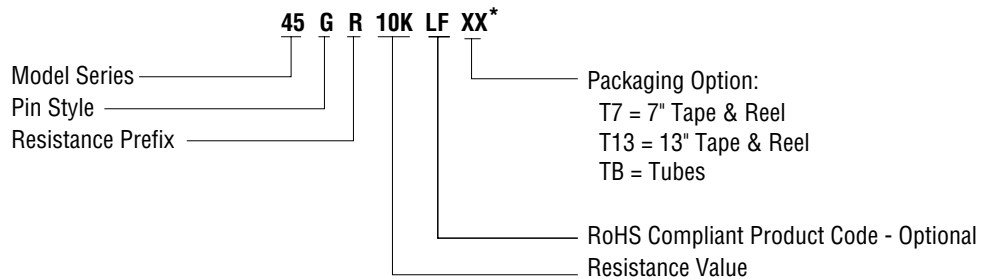 45 G R 10K LF XX*
Model Series
Pin Style
Resistance Prefix
Packaging Option:
T7 = 7" Tape & Reel
T13 = 13" Tape & Reel
TB = Tubes
RoHS Compliant Product Code - Optional
Resistance Value